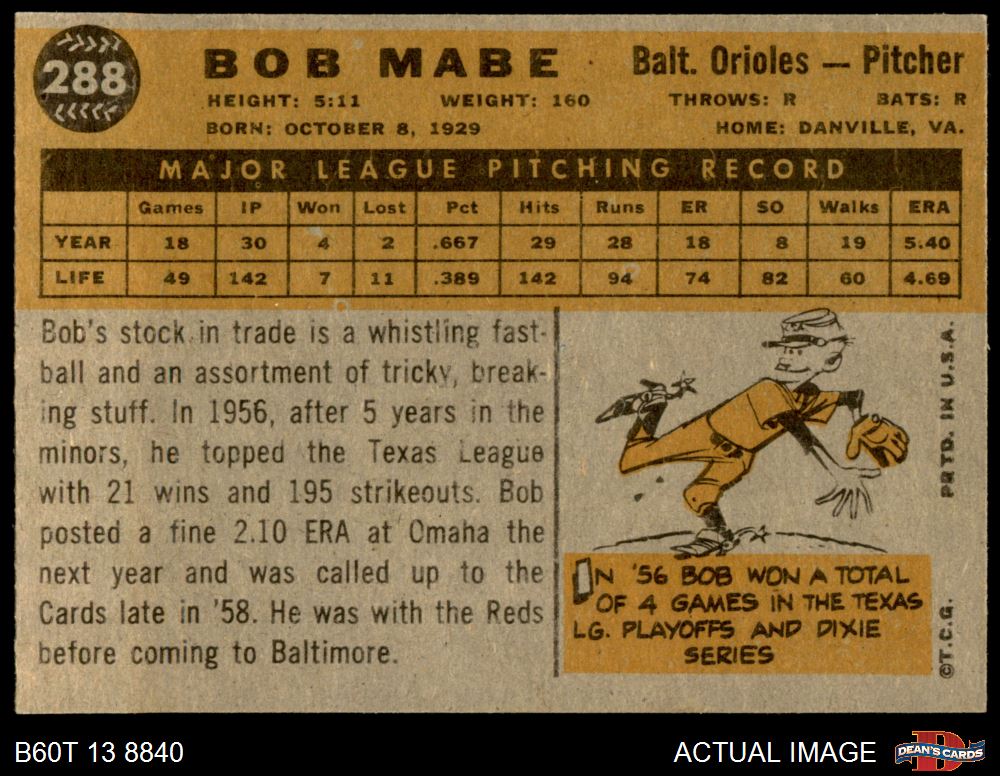 288
BOB MABE
Balt. Orioles — Pitcher
HEIGHT: 5:11 WEIGHT: 160 THROWS: R BATS: R
BORN: OCTOBER 8, 1929 HOME: DANVILLE, VA.
MAJOR LEAGUE PITCHING RECORD
Games IP Won Lost Pct Hits Runs ER SO Walks ERA
YEAR 18 30 4 2 .667 29 28 18 8 19 5.40
LIFE 49 142 7 11 .389 142 94 74 82 60 4.69
Bob's stock in trade is a whistling fast-
ball and an assortment of tricky, break-
ing stuff. In 1956, after 5 years in the
minors, he topped the Texas League
with 21 wins and 195 strikeouts. Bob
posted a fine 2.10 ERA at Omaha the
next year and was called up to the
Cards late in '58. He was with the Reds
before coming to Baltimore.
IN '56 BOB WON A TOTAL
OF 4 GAMES IN THE TEXAS
LG. PLAYOFFS AND DIXIE
SERIES
©T.C.G. PRTD. IN U.S.A.
B60T 13 8840
ACTUAL IMAGE
DEAN'S CARDS